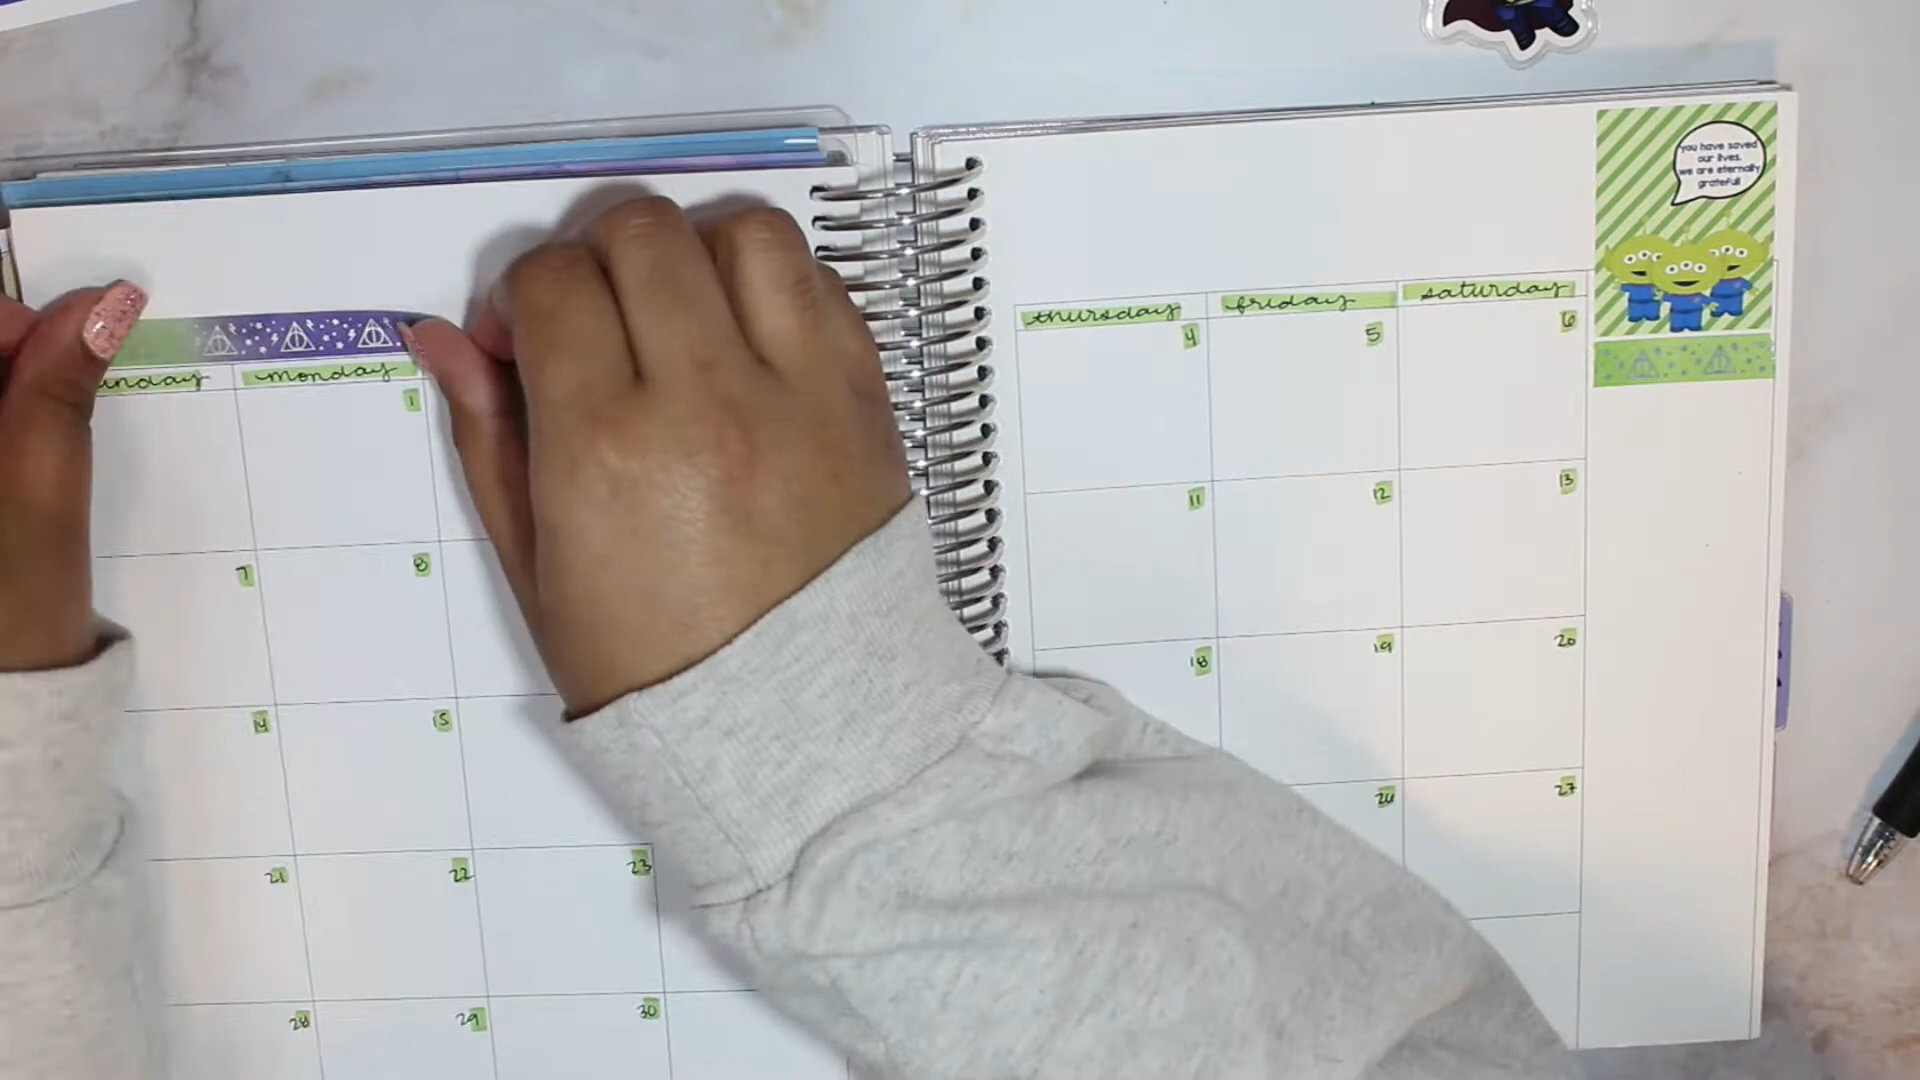 you have saved
our lives.
we are eternally
grateful!
monday
thursday
friday
saturday
1
4
5
6
7
8
11
12
13
14
15
18
19
20
21
22
23
26
27
28
29
30